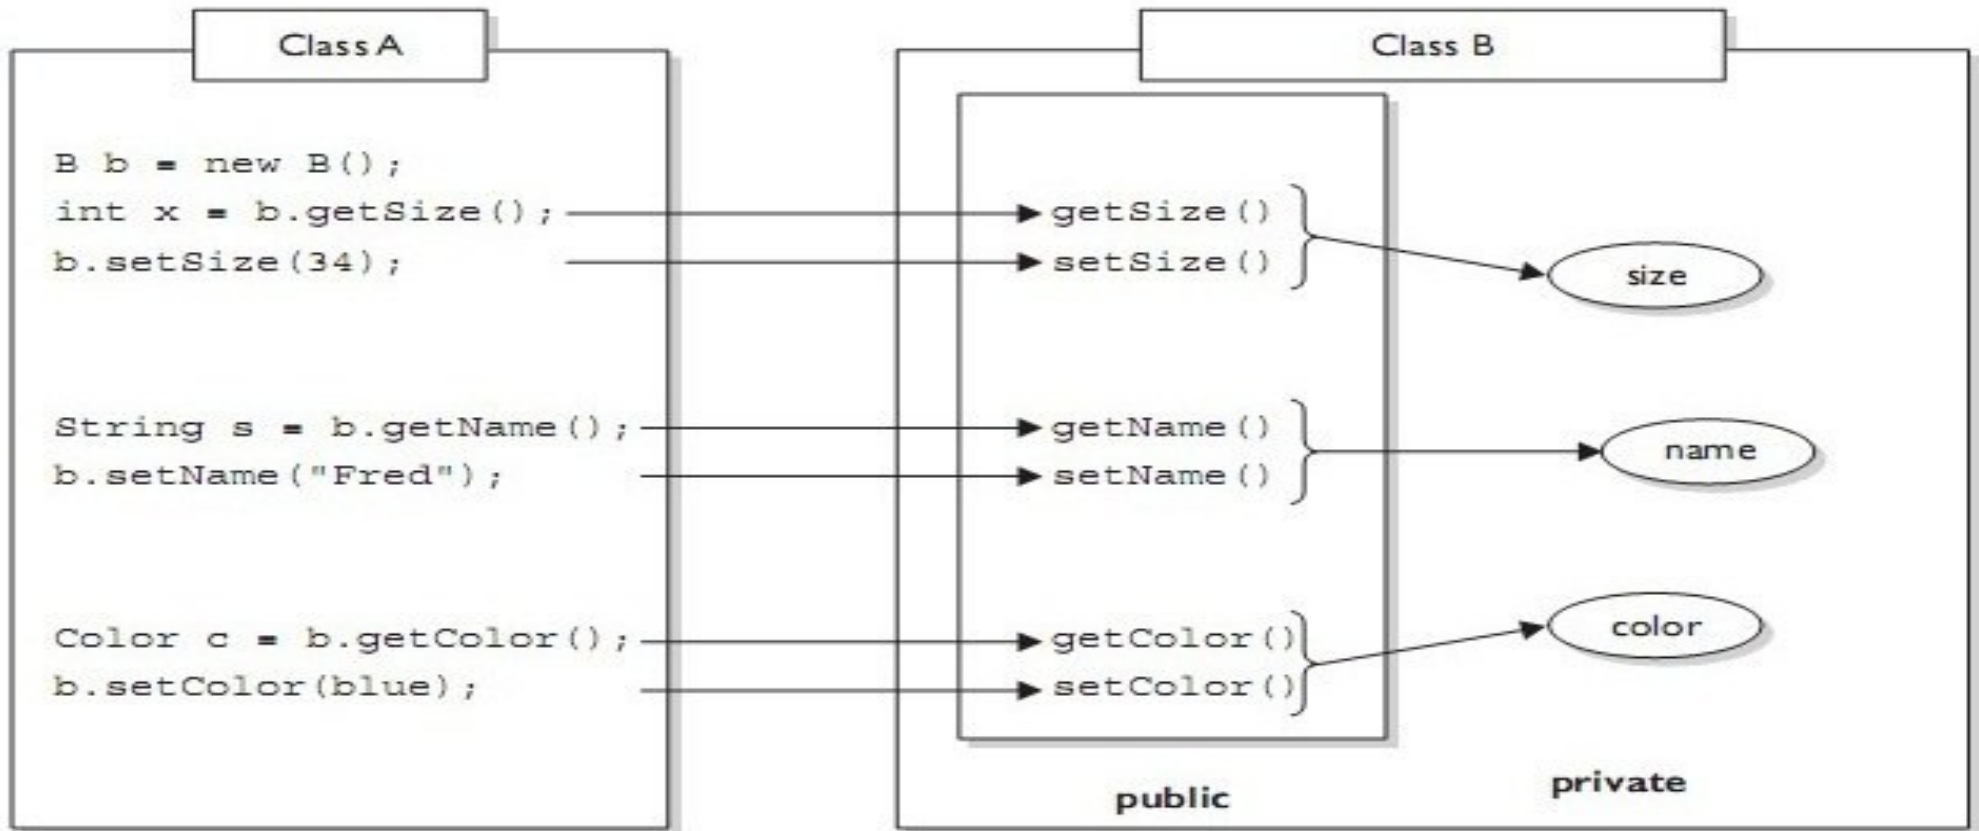 Class A
B b = new B();
int x = b.getSize();
b.setSize(34);
String s = b.getName();
b.setName("Fred");
Color c = b.getColor();
b.setColor(blue);
Class B
getSize()
setSize()
getName()
setName()
getColor()
setColor()
public
size
name
color
private